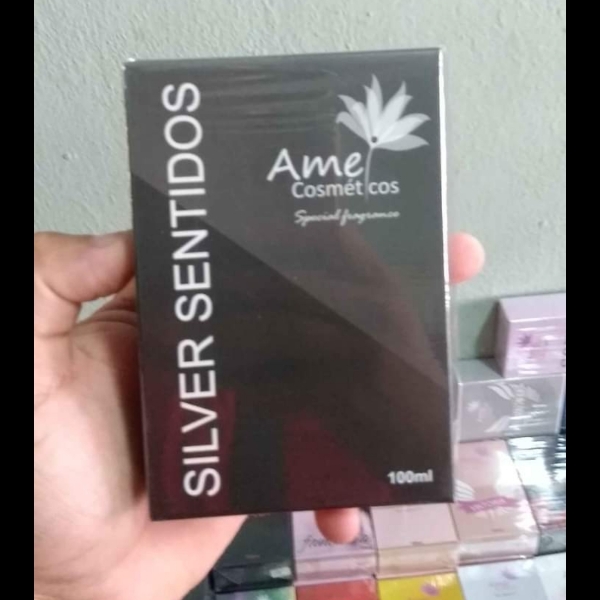 SILVER SENTIDOS
Ame
Cosméticos
Special fragrance
100ml